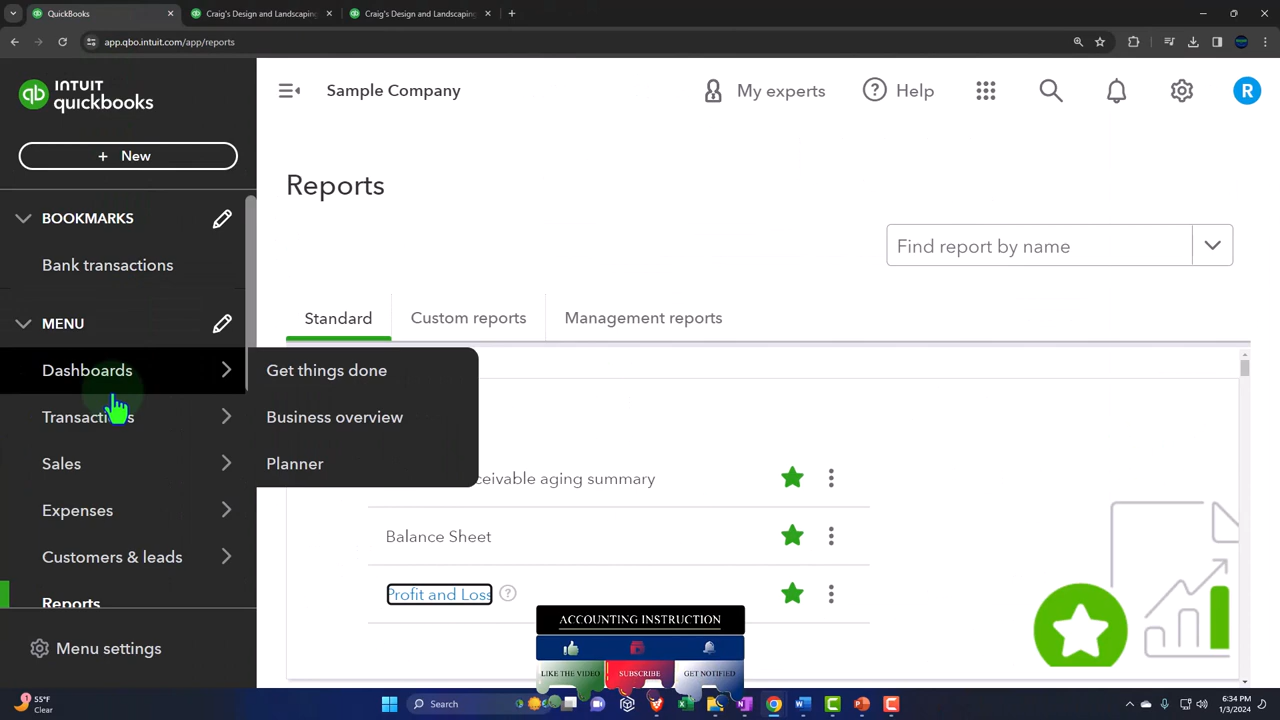 QuickBooks
Craig's Design and Landscaping
Craig's Design and Landscaping
app.qbo.intuit.com/app/reports
INTUIT
quickbooks
Sample Company
My experts
Help
R
+ New
BOOKMARKS
Bank transactions
MENU
Dashboards
Transactions
Sales
Expenses
Customers & leads
Reports
Menu settings
Get things done
Business overview
Planner
Reports
Find report by name
Standard
Custom reports
Management reports
ceivable aging summary
Balance Sheet
Profit and Loss
ACCOUNTING INSTRUCTION
LIKE THE VIDEO
SUBSCRIBE
GET NOTIFIED
55°F
Clear
Search
6:34 PM
1/3/2024